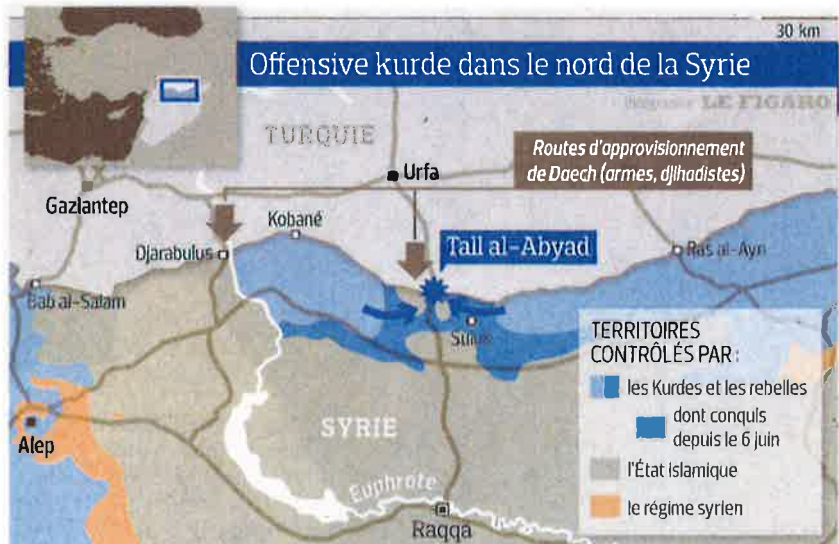 30 km
Offensive kurde dans le nord de la Syrie
LE FIGARO
TURQUIE
Routes d'approvisionnement
de Daech (armes, djihadistes)
Urfa
Gaziantep
Kobané
Djarabulus
Tall al-Abyad
Ras al-Ayn
Bab al-Salam
TERRITOIRES
CONTRÔLÉS PAR :
les Kurdes et les rebelles
dont conquis
depuis le 6 juin
l'État islamique
le régime syrien
Alep
SYRIE
Euphrate
Raqqa